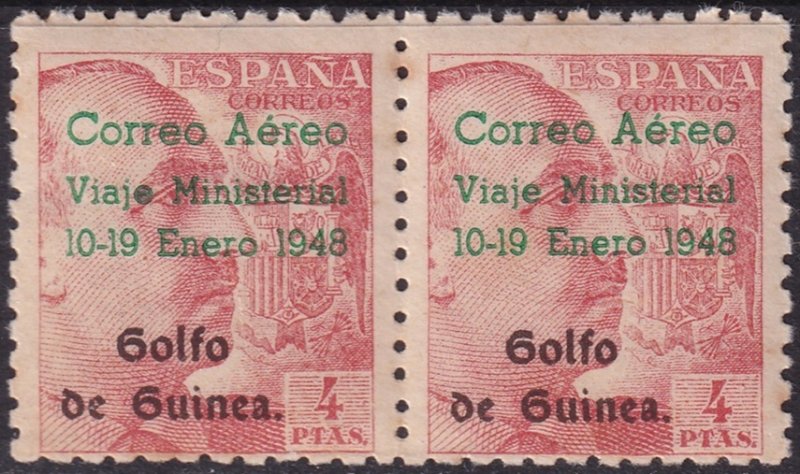 ESPAÑA
CORREOS
Correo Aéreo
Viaje Ministerial
10-19 Enero 1948
Golfo
de Guinea.
4
PTAS.
ESPAÑA
CORREOS
Correo Aéreo
Viaje Ministerial
10-19 Enero 1948
Golfo
de Guinea.
4
PTAS.